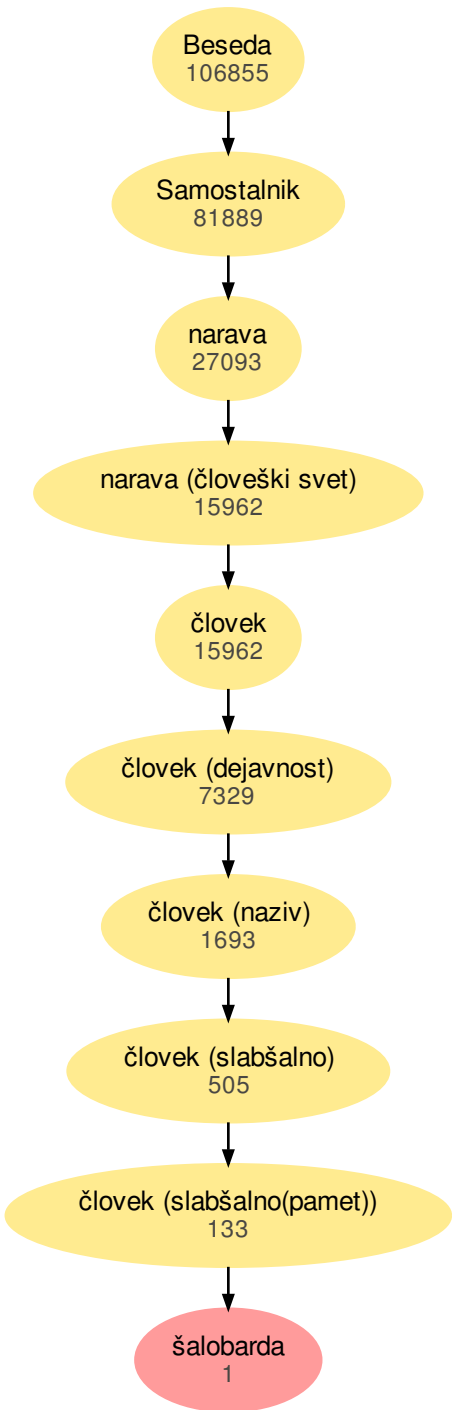 Beseda
106855
Samostalnik
81889
narava
27093
narava (človeški svet)
15962
človek
15962
človek (dejavnost)
7329
človek (naziv)
1693
človek (slabšalno)
505
človek (slabšalno(pamet))
133
šalobarda
1